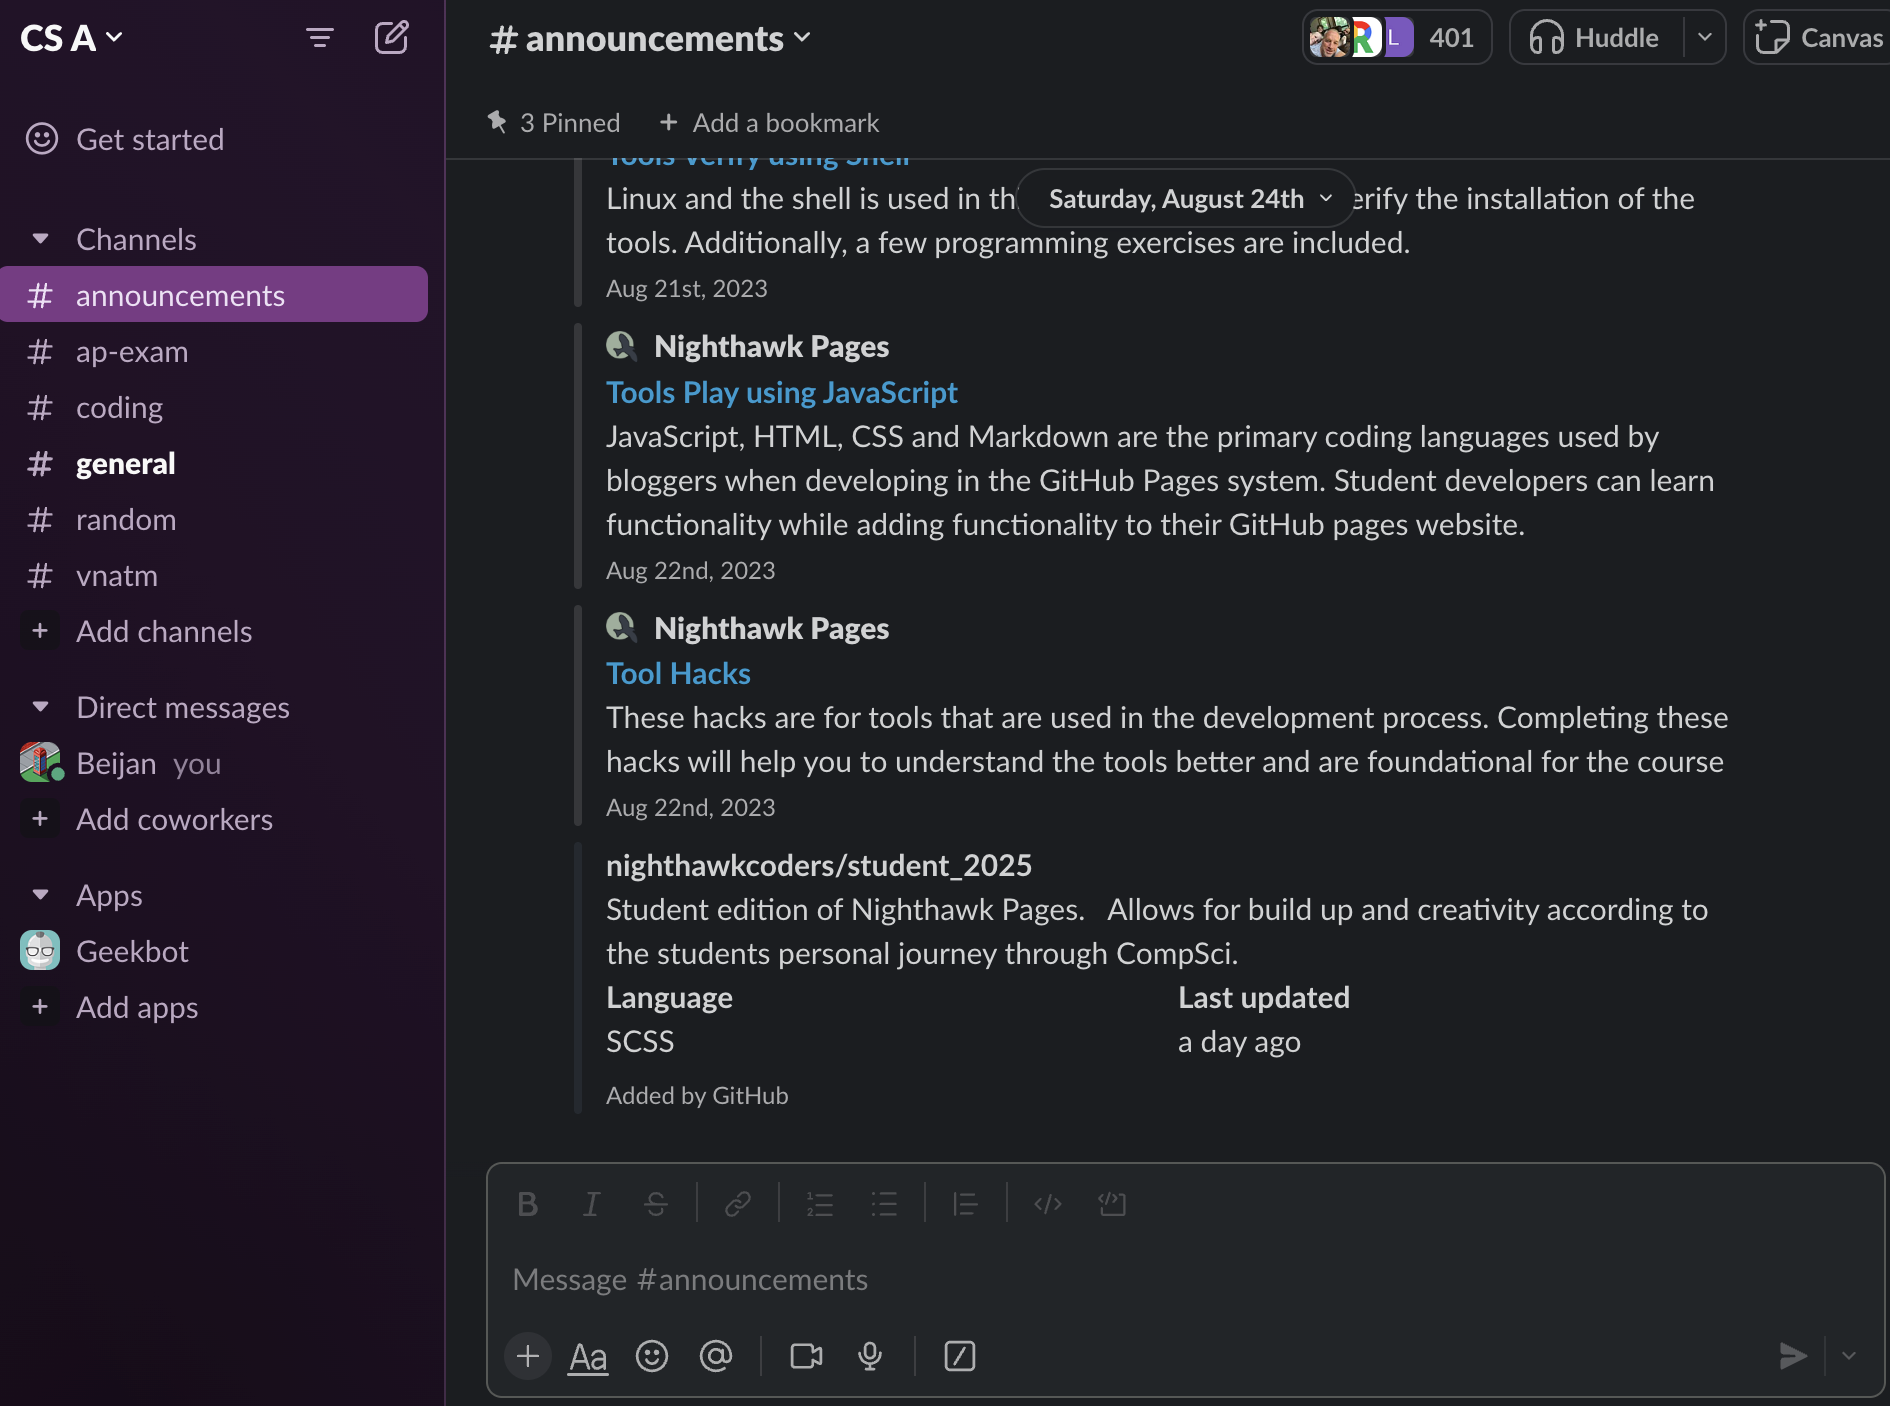 CS A
Get started
Channels
# announcements
# ap-exam
# coding
# general
# random
# vnatm
+ Add channels
Direct messages
Beijan you
+ Add coworkers
Apps
Geekbot
+ Add apps
# announcements
R L 401
Huddle
Canvas
3 Pinned
+ Add a bookmark
Tools Verify using Shell
Saturday, August 24th
Linux and the shell is used in th erify the installation of the
tools. Additionally, a few programming exercises are included.
Aug 21st, 2023
Nighthawk Pages
Tools Play using JavaScript
JavaScript, HTML, CSS and Markdown are the primary coding languages used by
bloggers when developing in the GitHub Pages system. Student developers can learn
functionality while adding functionality to their GitHub pages website.
Aug 22nd, 2023
Nighthawk Pages
Tool Hacks
These hacks are for tools that are used in the development process. Completing these
hacks will help you to understand the tools better and are foundational for the course
Aug 22nd, 2023
nighthawkcoders/student_2025
Student edition of Nighthawk Pages.   Allows for build up and creativity according to
the students personal journey through CompSci.
Language Last updated
SCSS a day ago
Added by GitHub
B I S
Message #announcements
+ Aa @